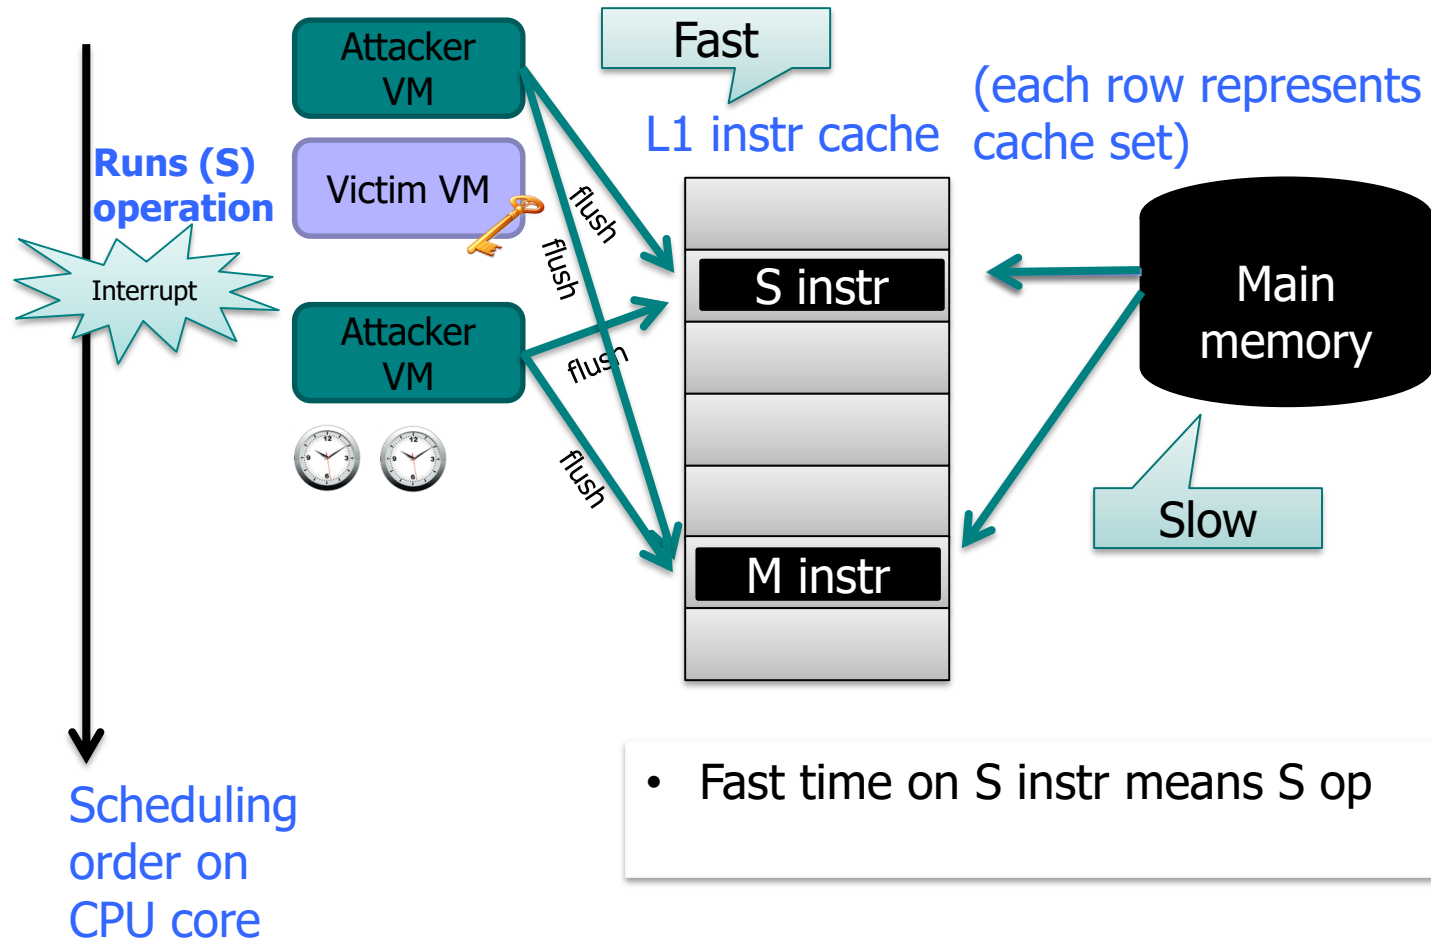 Attacker
VM
Fast
(each row represents
cache set)
L1 instr cache
Runs (S)
operation
Victim VM
flush
flush
Interrupt
S instr
Main
memory
Attacker
VM
flush
flush
Slow
M instr
• Fast time on S instr means S op
Scheduling
order on
CPU core